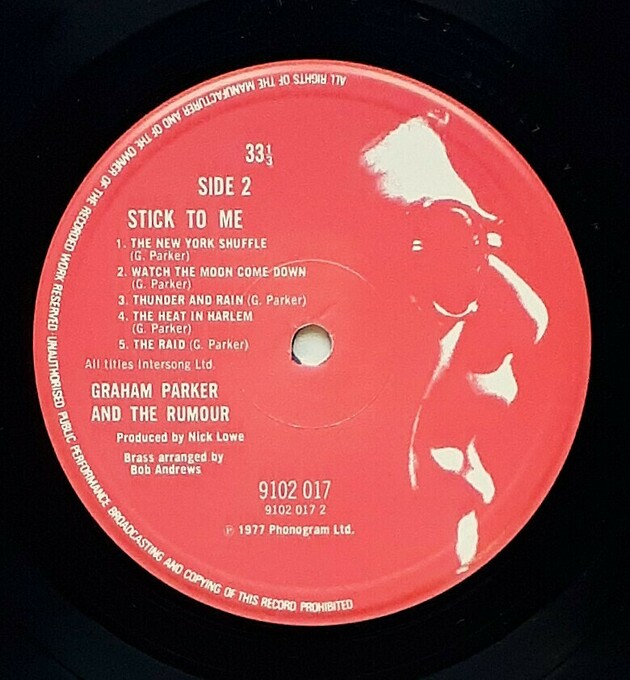 33⅓
SIDE 2
STICK TO ME
1. THE NEW YORK SHUFFLE
(G. Parker)
2. WATCH THE MOON COME DOWN
(G. Parker)
3. THUNDER AND RAIN (G. Parker)
4. THE HEAT IN HARLEM
(G. Parker)
5. THE RAID (G. Parker)
All titles Intersong Ltd.
GRAHAM PARKER
AND THE RUMOUR
Produced by Nick Lowe
Brass arranged by
Bob Andrews
9102 017
9102 017 2
℗ 1977 Phonogram Ltd.
ALL RIGHTS OF THE MANUFACTURER AND OF THE OWNER OF THE RECORDED WORK RESERVED · UNAUTHORISED PUBLIC PERFORMANCE BROADCASTING AND COPYING OF THIS RECORD PROHIBITED